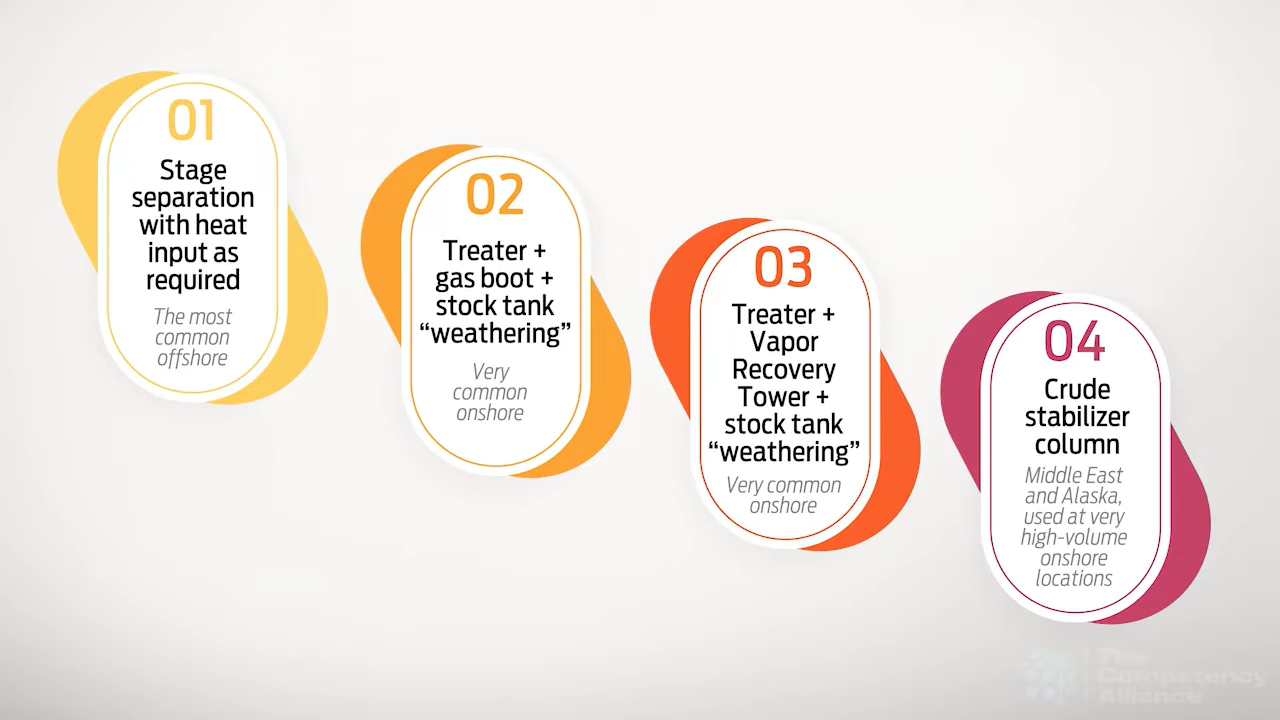 01
Stage
separation
with heat
input as
required
The most
common
offshore
02
Treater +
gas boot +
stock tank
“weathering”
Very
common
onshore
03
Treater +
Vapor
Recovery
Tower +
stock tank
“weathering”
Very common
onshore
04
Crude
stabilizer
column
Middle East
and Alaska,
used at very
high-volume
onshore
locations
The
Competency
Alliance